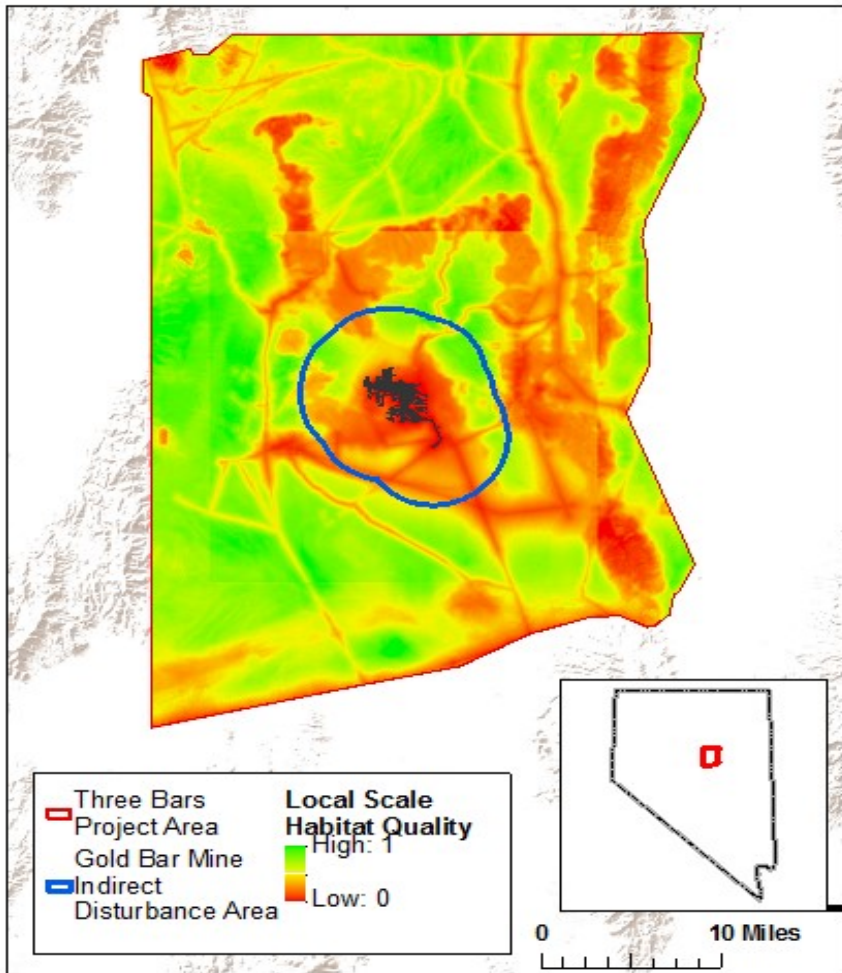 Three Bars
Project Area
Gold Bar Mine
Indirect
Disturbance Area
Local Scale
Habitat Quality
High: 1
Low: 0
0 10 Miles